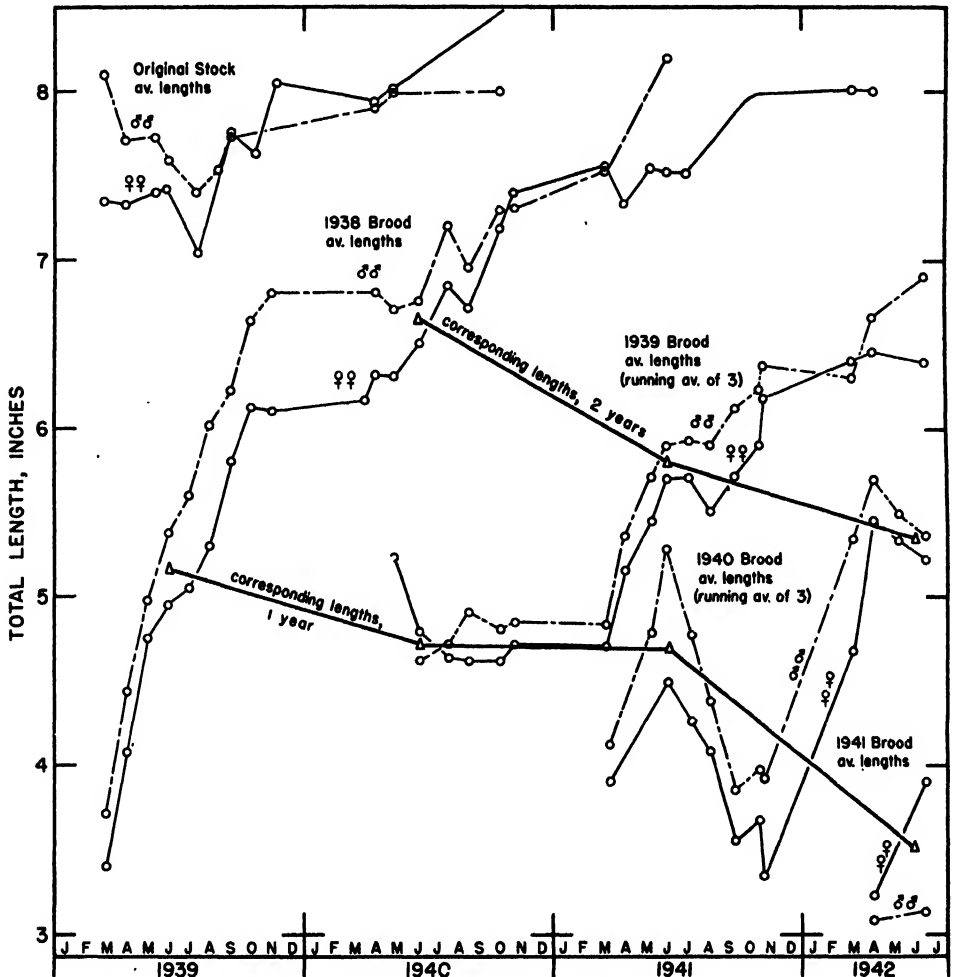 8
7
6
5
4
3
TOTAL LENGTH, INCHES
Original Stock
av. lengths
♂♂
♀♀
1938 Brood
av. lengths
♂♂
♀♀
corresponding lengths, 2 years
1939 Brood
av. lengths
(running av. of 3)
♂♂
♀♀
corresponding lengths,
1 year
1940 Brood
av. lengths
(running av. of 3)
♂♂
♀♀
1941 Brood
av. lengths
♀♀
♂♂
J F M A M J J A S O N D J F M A M J J A S O N D J F M A M J J A S O N D J F M A M J J
1939 1940 1941 1942